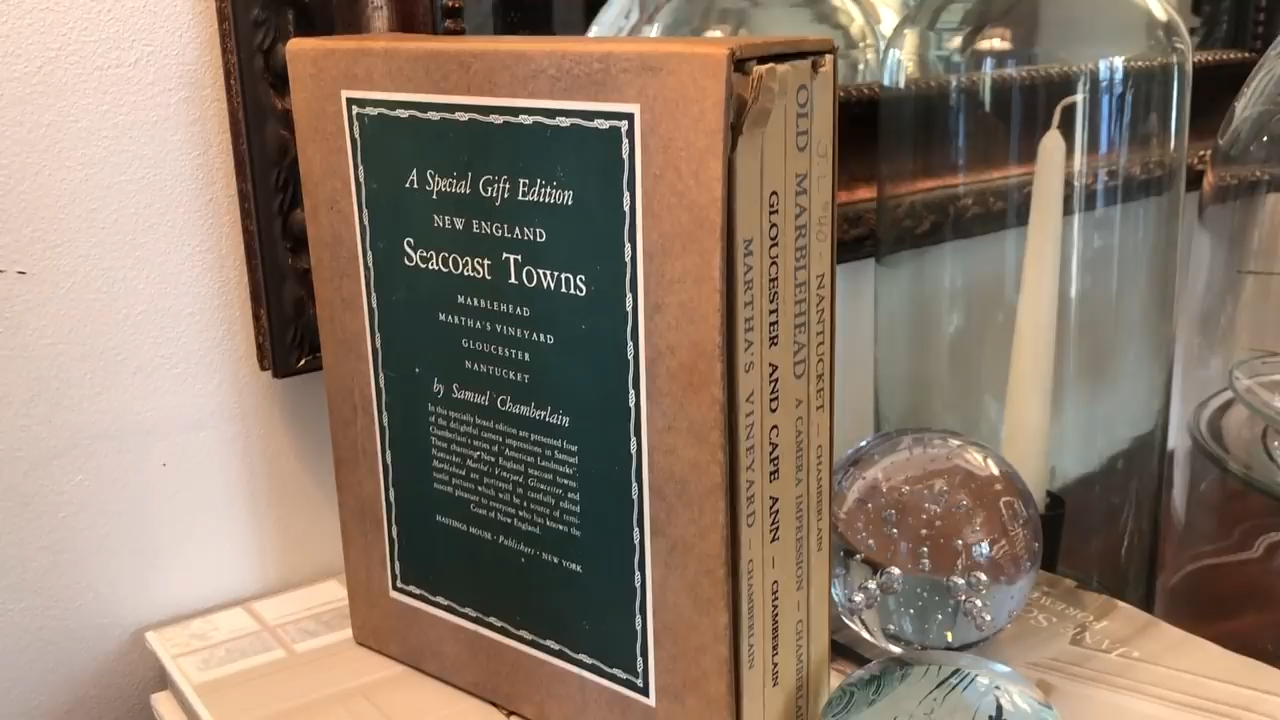 A Special Gift Edition
NEW ENGLAND
Seacoast Towns
MARBLEHEAD
MARTHA'S VINEYARD
GLOUCESTER
NANTUCKET
by Samuel Chamberlain
In this specially boxed edition are presented four
of the delightful camera impressions in Samuel
Chamberlain's series of "American Landmarks".
These charming New England seacoast towns:
Nantucket, Martha's Vineyard, Gloucester, and
Marblehead are portrayed in carefully edited
pictures which will be a source of remi-
niscent pleasure to everyone who has known the
Coast of New England.
HASTINGS HOUSE · Publishers · NEW YORK
MARTHA'S VINEYARD – CHAMBERLAIN
GLOUCESTER AND CAPE ANN – CHAMBERLAIN
OLD MARBLEHEAD A CAMERA IMPRESSION – CHAMBERLAI
NANTUCKET – CHAMBERLAIN